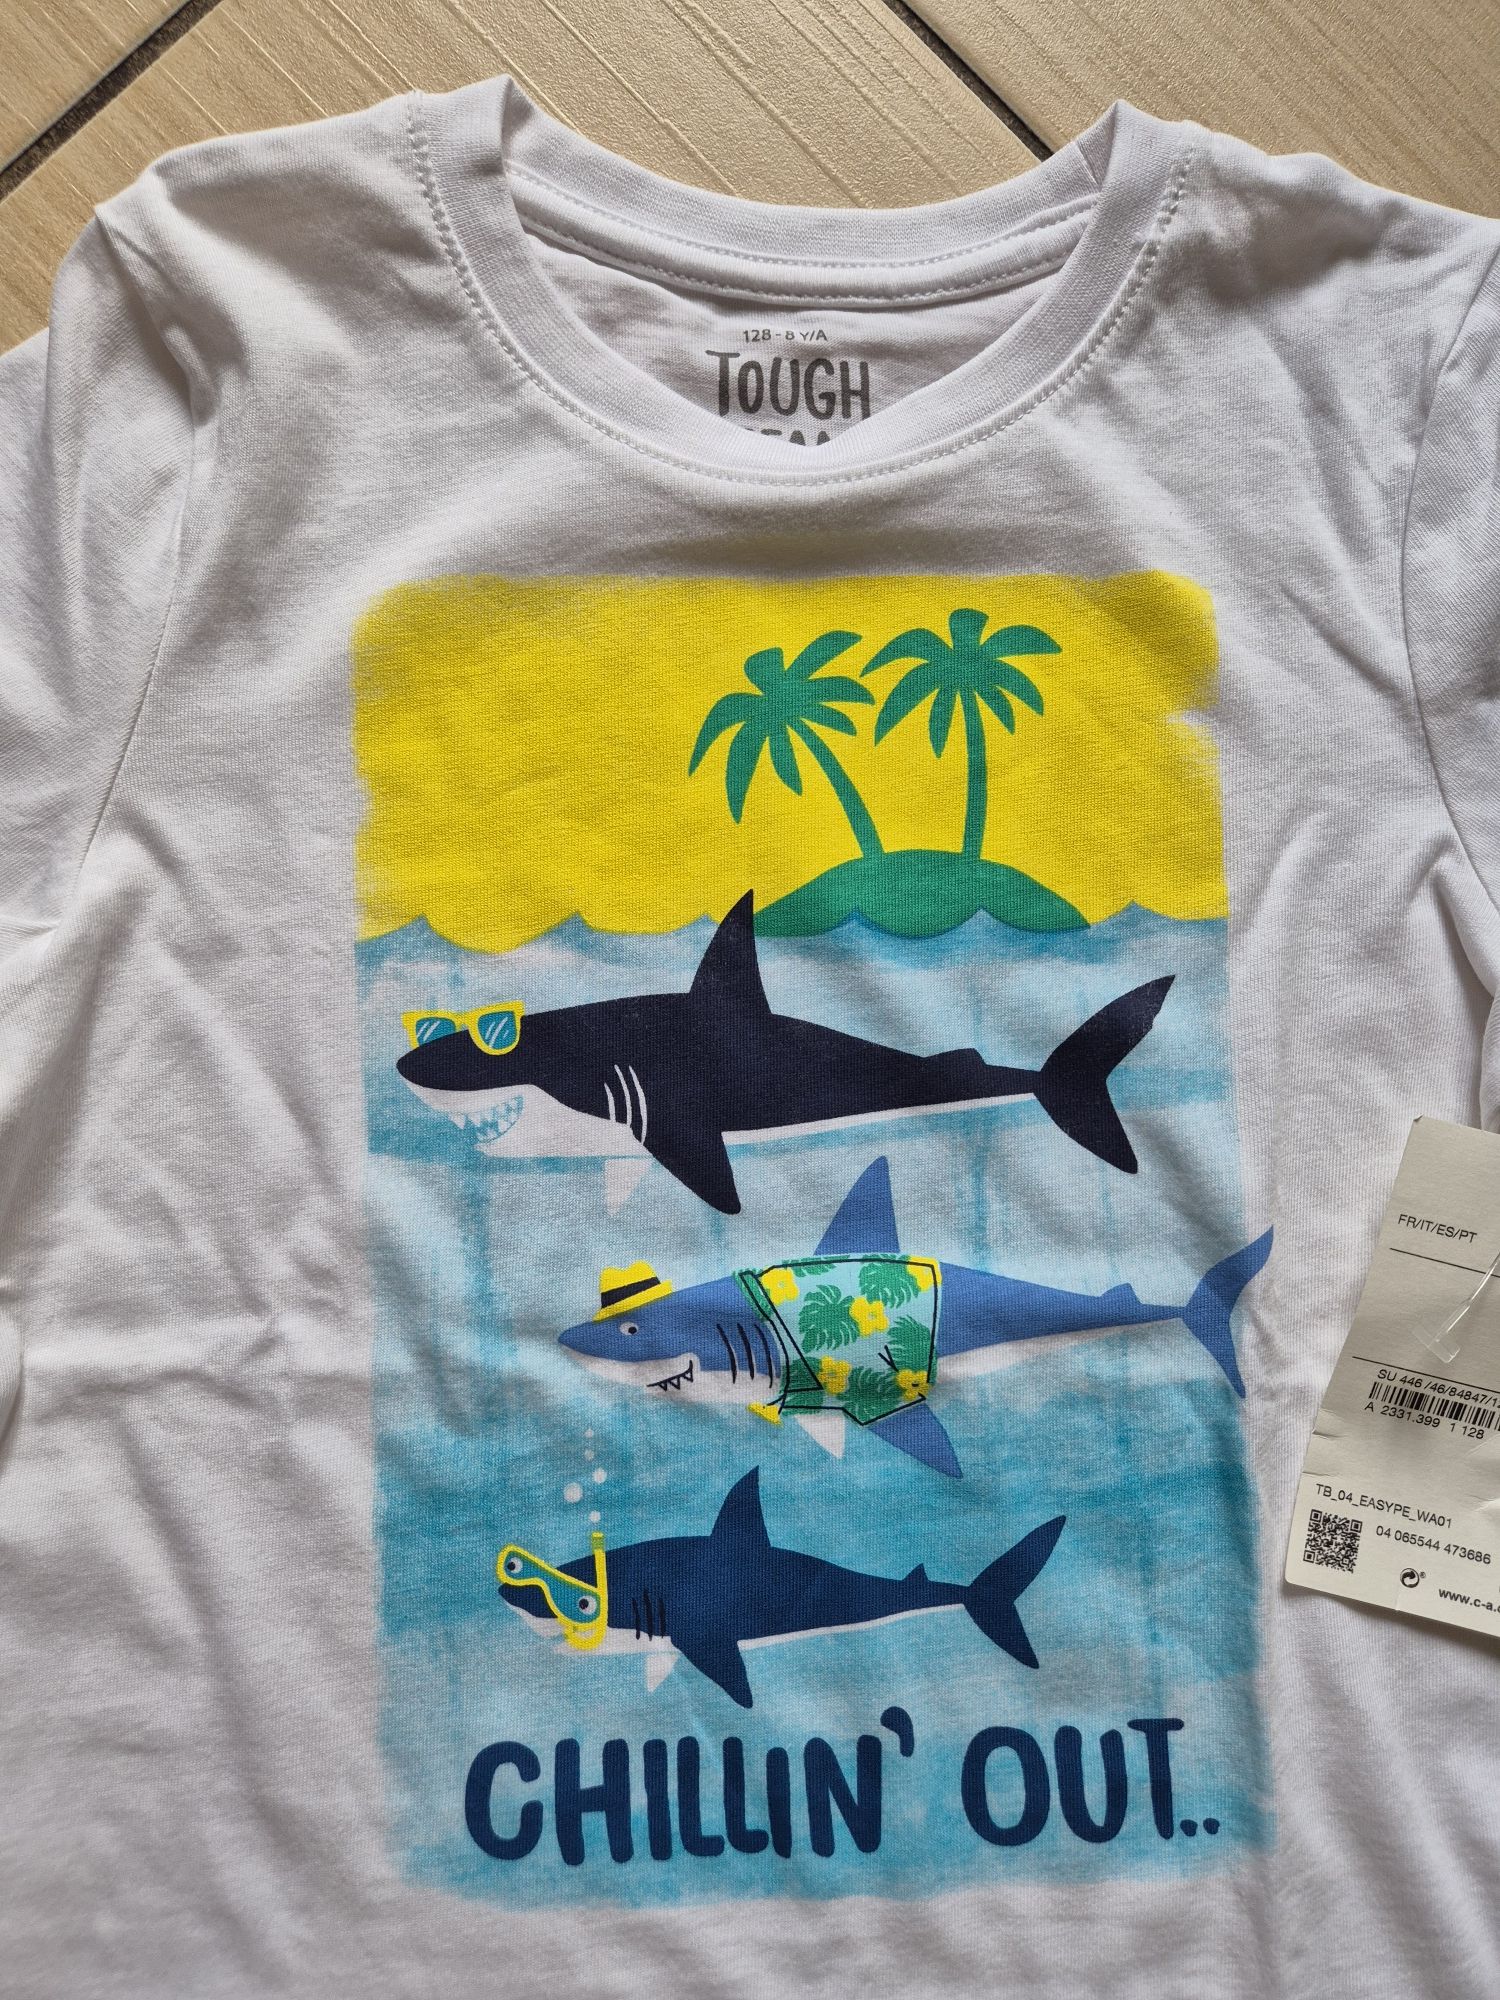 128 - 8 Y/A
TOUGH
CHILLIN' OUT..
FR/IT/ES/PT
SU 446 /46/84847/1
A 2331.399 1 128
TB_04_EASYPE_WA01
04 065544 473686